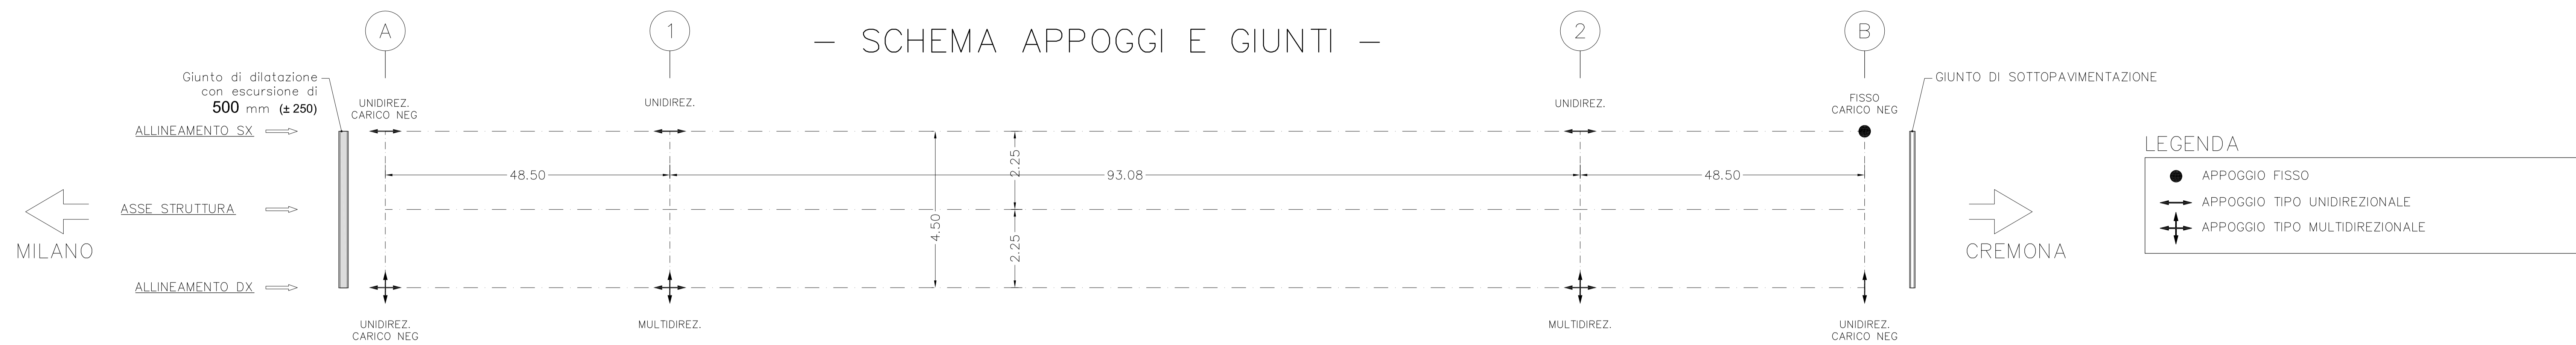 A
1
2
B
– SCHEMA APPOGGI E GIUNTI –
Giunto di dilatazione
con escursione di
500 mm (± 250)
UNIDIREZ.
CARICO NEG
UNIDIREZ.
UNIDIREZ.
FISSO
CARICO NEG
GIUNTO DI SOTTOPAVIMENTAZIONE
ALLINEAMENTO SX
48.50
93.08
48.50
2.25
2.25
4.50
ASSE STRUTTURA
MILANO
CREMONA
ALLINEAMENTO DX
UNIDIREZ.
CARICO NEG
MULTIDIREZ.
MULTIDIREZ.
UNIDIREZ.
CARICO NEG
LEGENDA
APPOGGIO FISSO
APPOGGIO TIPO UNIDIREZIONALE
APPOGGIO TIPO MULTIDIREZIONALE